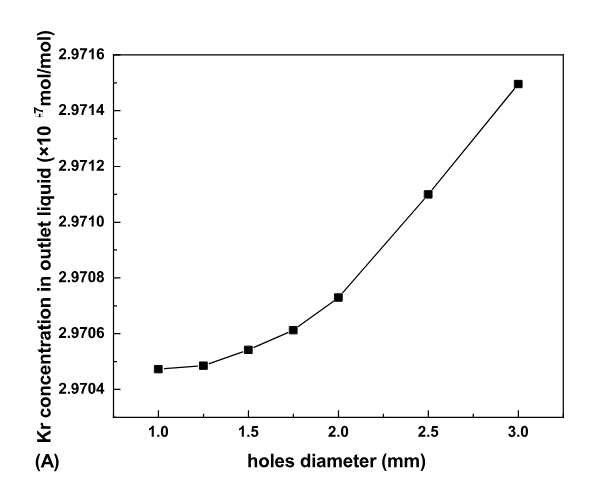 Kr concentration in outlet liquid (×10 -7mol/mol)
2.9716
2.9714
2.9712
2.9710
2.9708
2.9706
2.9704
1.0 1.5 2.0 2.5 3.0
(A) holes diameter (mm)